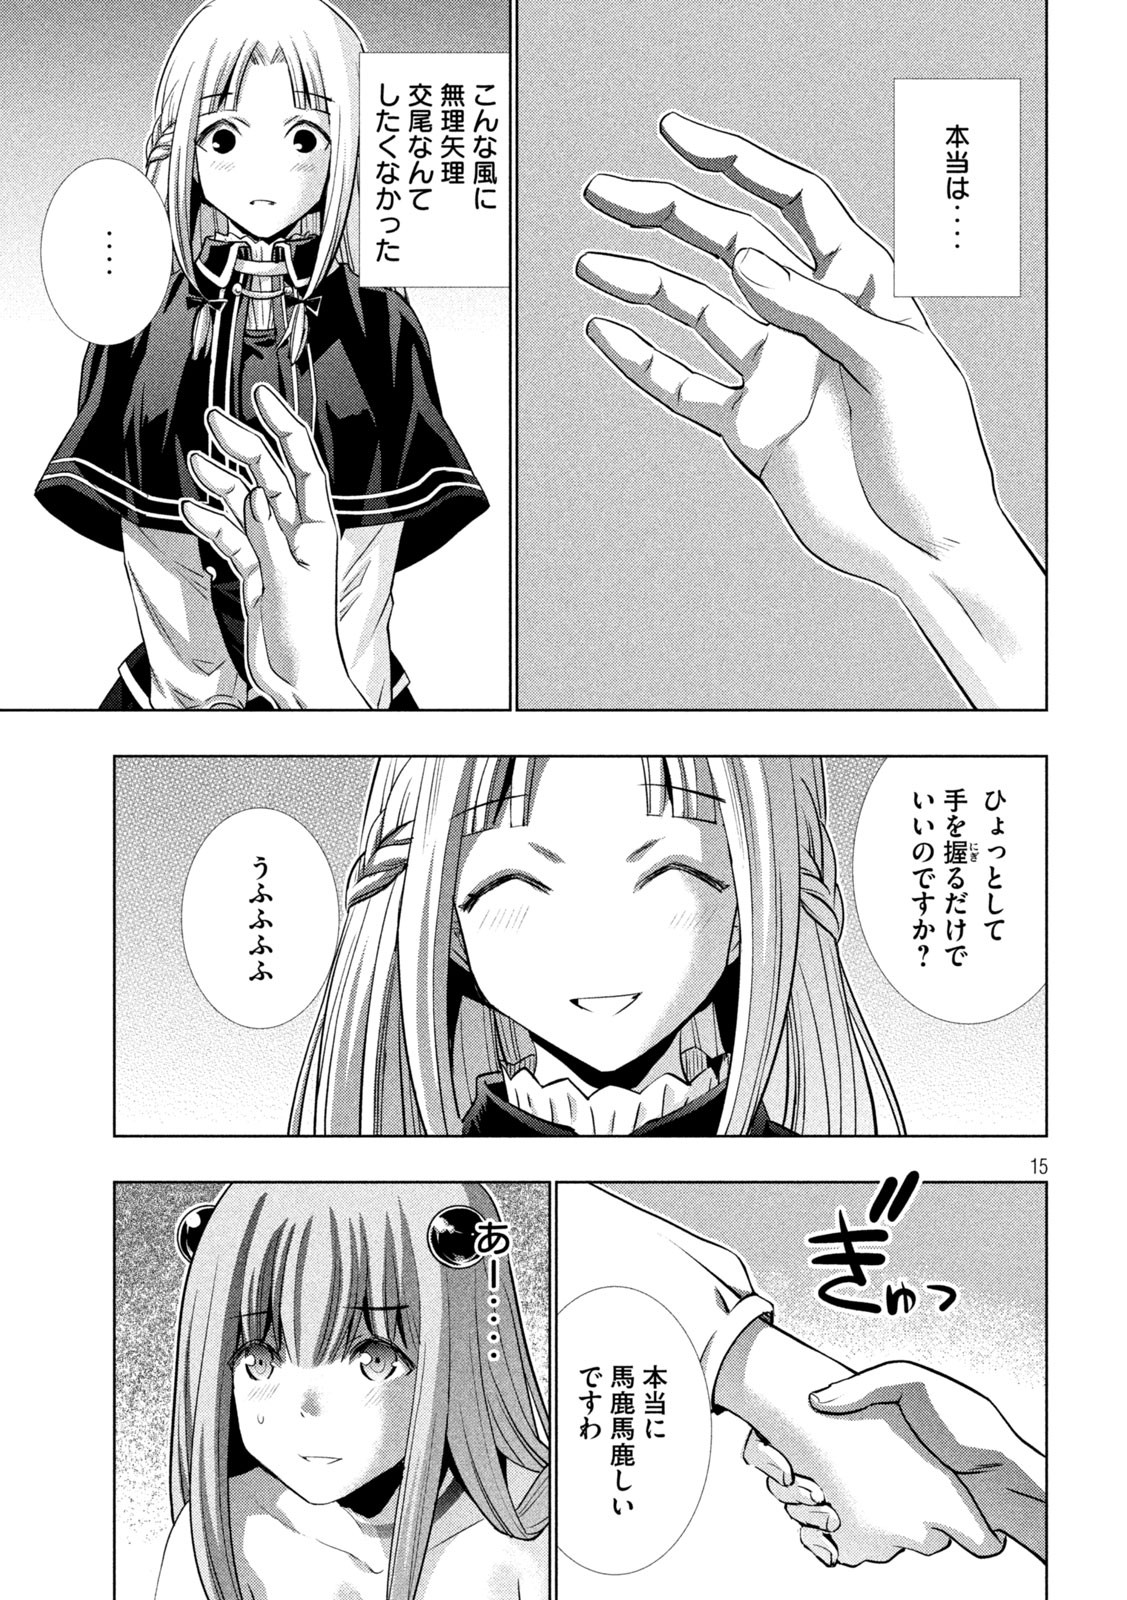 本当は‥‥
こんな風に
無理矢理
交尾なんて
したくなかった
‥‥
ひょっとして
手を握るだけで
にぎ
いいのですか？
うふふふふ
15
ぎゅっ
本当に
馬鹿馬鹿しい
ですわ
あ‥‥‥